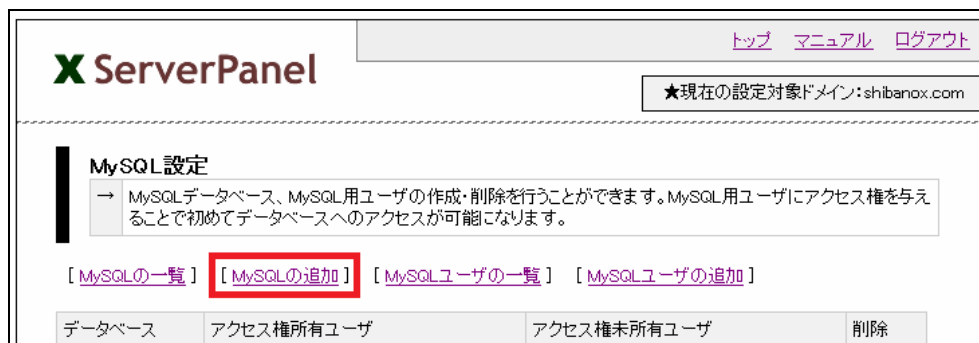 トップ マニュアル ログアウト
X ServerPanel
★現在の設定対象ドメイン:shibanox.com
MySQL設定
→ MySQLデータベース、MySQL用ユーザの作成・削除を行うことができます。MySQL用ユーザにアクセス権を与え
ることで初めてデータベースへのアクセスが可能になります。
[ MySQLの一覧 ] [ MySQLの追加 ] [ MySQLユーザの一覧 ] [ MySQLユーザの追加 ]
データベース アクセス権所有ユーザ アクセス権未所有ユーザ 削除